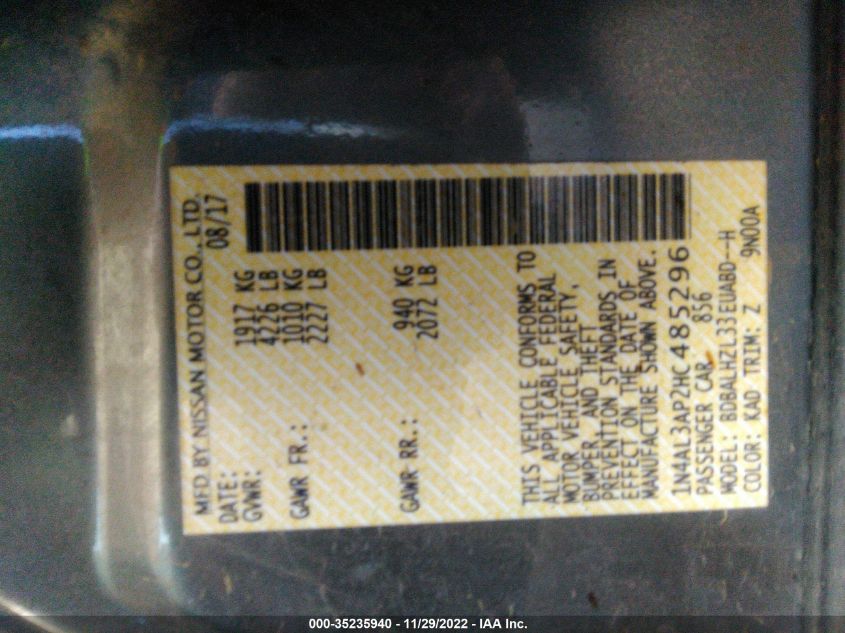 MFD BY NISSAN MOTOR CO., LTD.
DATE: 08/17
GVWR: 1917 KG
4226 LB
GAWR FR.: 1010 KG
2227 LB
GAWR RR.: 940 KG
2072 LB
THIS VEHICLE CONFORMS TO
ALL APPLICABLE FEDERAL
MOTOR VEHICLE SAFETY,
BUMPER, AND THEFT
PREVENTION STANDARDS IN
EFFECT ON THE DATE OF
MANUFACTURE SHOWN ABOVE.
1N4AL3AP2HC485296
PASSENGER CAR 856
MODEL: BDBALHZL33EUABD--H
COLOR: KAD TRIM: Z 9N00A
000-35235940 - 11/29/2022 - IAA Inc.